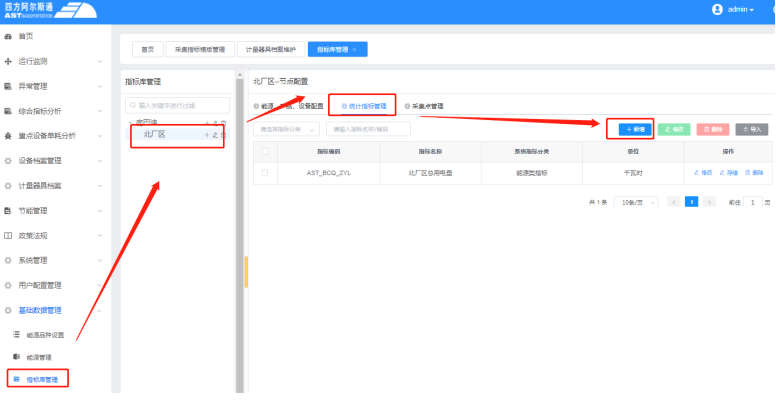 四方阿尔斯通
AST TRANSPORTATION
admin
首页
运行监测
异常管理
综合指标分析
重点设备单耗分析
设备档案管理
计量器具档案
节能管理
政策法规
系统管理
用户配置管理
基础数据管理
能源品种设置
能源管理
指标库管理
首页 采集指标模板管理 计量器具档案维护 指标库管理 ×
指标库管理
输入关键字进行过滤
北厂区
北厂区--节点配置
设备配置 统计指标管理 采集点管理
请选择指标分类 请输入指标名称/编码
+ 新增 修改 删除 导入
指标编码 指标名称 系统指标分类 单位 操作
AST_BCQ_ZYL 北厂区总用电量 能源类指标 千瓦时 修改 存储 删除
共 1 条 10条/页 < 1 > 前往 1 页